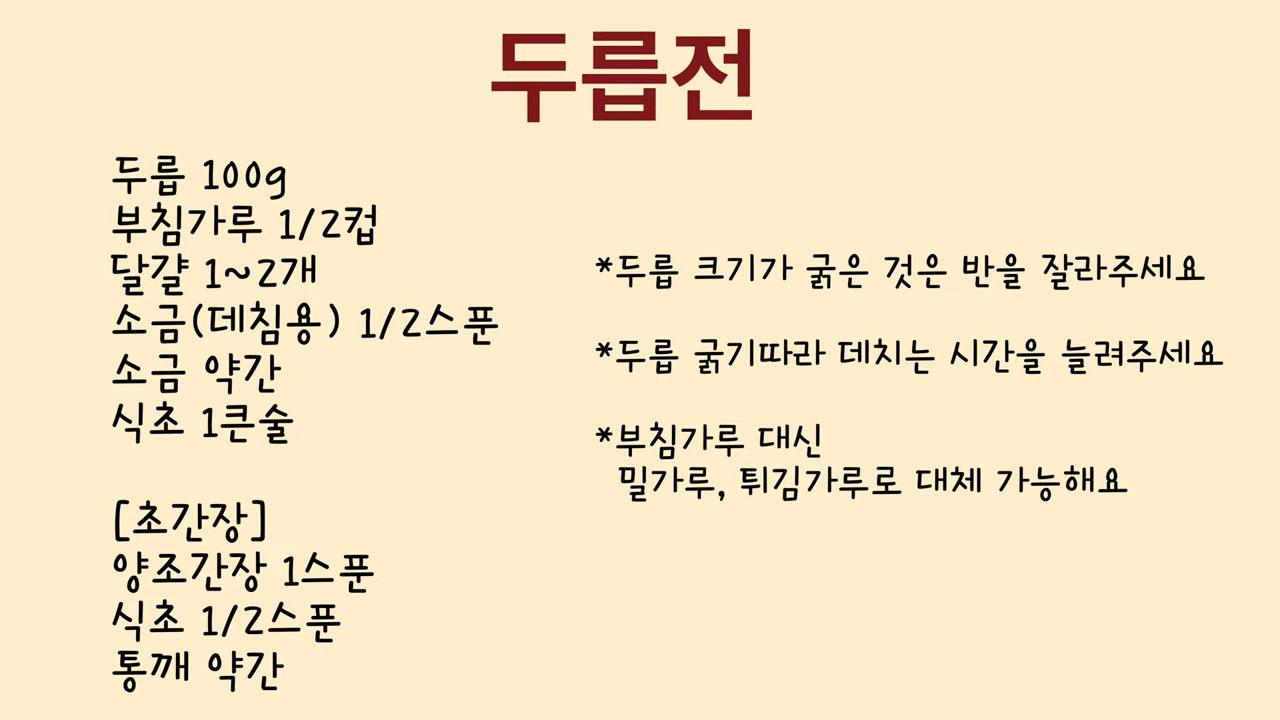 두릅전
두릅 100g
부침가루 1/2컵
달걀 1~2개
소금(데침용) 1/2스푼
소금 약간
식초 1큰술
[초간장]
양조간장 1스푼
식초 1/2스푼
통깨 약간
*두릅 크기가 굵은 것은 반을 잘라주세요
*두릅 굵기따라 데치는 시간을 늘려주세요
*부침가루 대신
밀가루, 튀김가루로 대체 가능해요